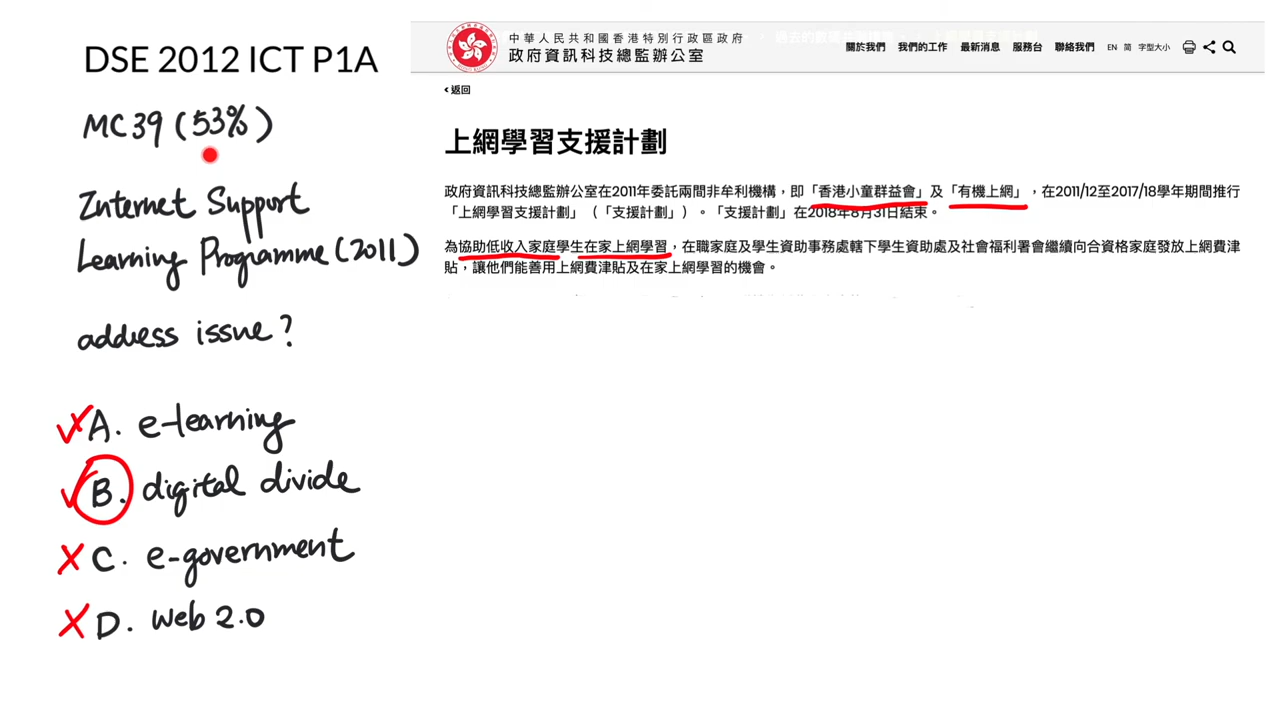 DSE 2012 ICT P1A
MC 39 (53%)
Internet Support
Learning Programme (2011)
address issue?
A. e-learning
B. digital divide
C. e-government
D. Web 2.0
中華人民共和國香港特別行政區政府
政府資訊科技總監辦公室
關於我們 我們的工作 最新消息 服務台 聯絡我們 EN 简 字型大小
< 返回
上網學習支援計劃
政府資訊科技總監辦公室在2011年委託兩間非牟利機構，即「香港小童群益會」及「有機上網」，在2011/12至2017/18學年期間推行
「上網學習支援計劃」（「支援計劃」）。「支援計劃」在2018年8月31日結束。
為協助低收入家庭學生在家上網學習，在職家庭及學生資助事務處轄下學生資助處及社會福利署會繼續向合資格家庭發放上網費津
貼，讓他們能善用上網費津貼及在家上網學習的機會。